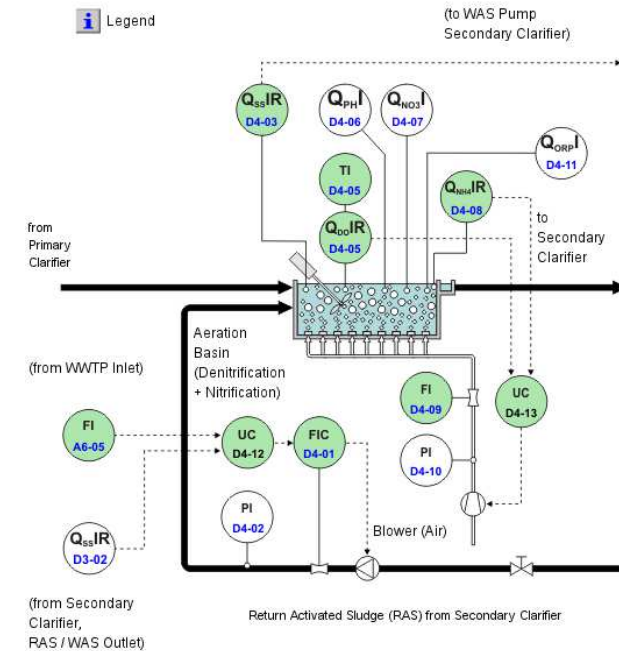 i Legend
(to WAS Pump
Secondary Clarifier)
QSSIR
D4-03
QPHI
D4-06
QNO3I
D4-07
QORPI
D4-11
TI
D4-05
QNH4IR
D4-08
QDOIR
D4-05
from
Primary
Clarifier
to
Secondary
Clarifier
Aeration
Basin
(Denitrification
+ Nitrification)
(from WWTP Inlet)
FI
D4-09
UC
D4-13
FI
A6-05
UC
D4-12
FIC
D4-01
PI
D4-10
PI
D4-02
Blower (Air)
QSSIR
D3-02
(from Secondary
Clarifier,
RAS / WAS Outlet)
Return Activated Sludge (RAS) from Secondary Clarifier